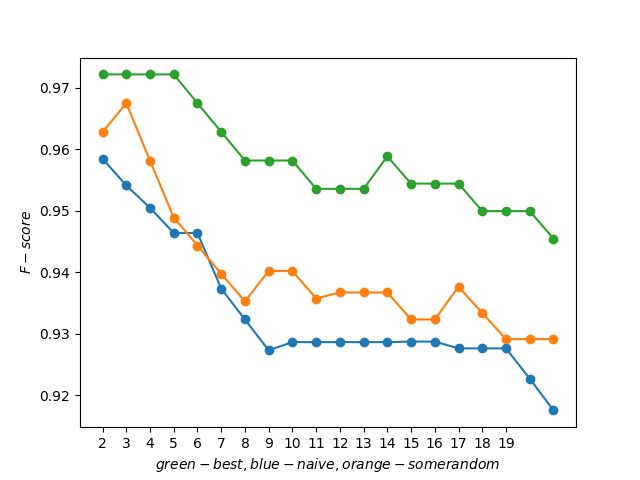 0.97
0.96
0.95
0.94
0.93
0.92
F − score
2 3 4 5 6 7 8 9 10 11 12 13 14 15 16 17 18 19
green − best, blue − naive, orange − somerandom